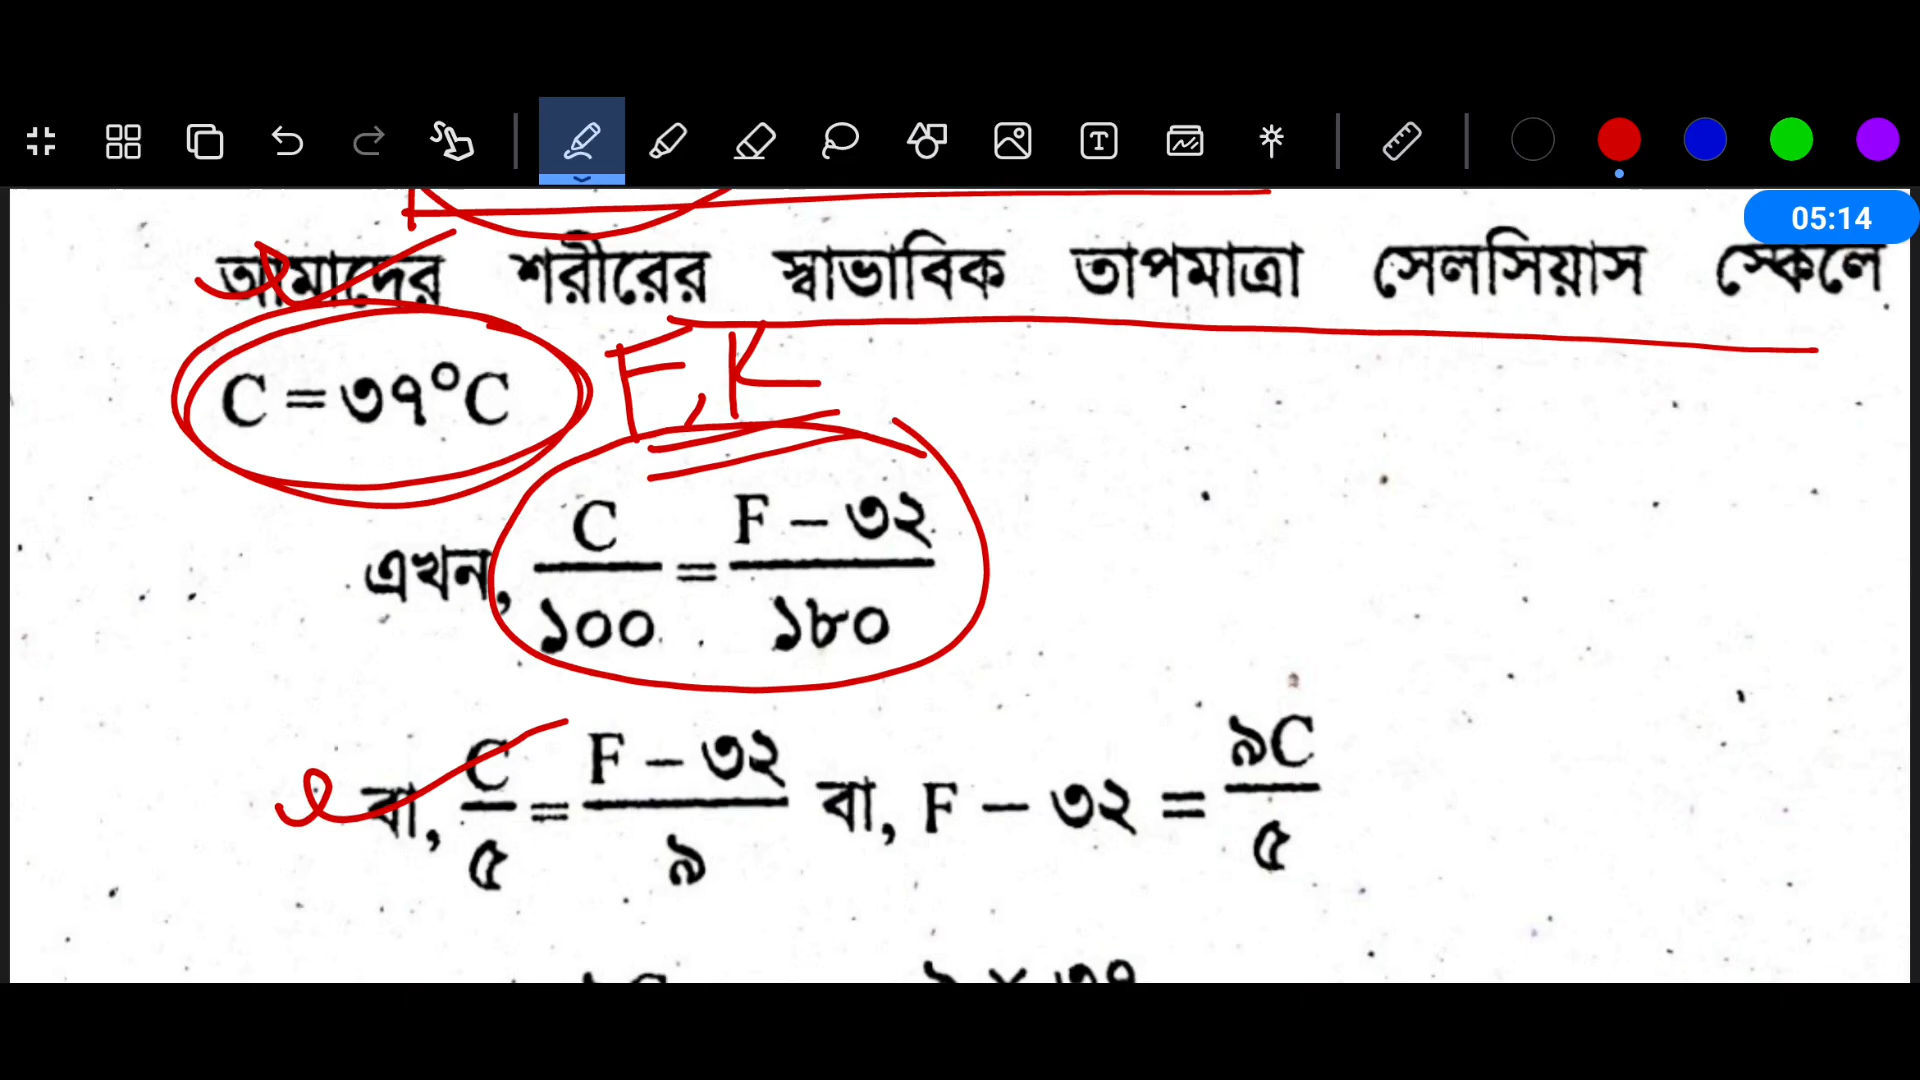 05:14
আমাদের শরীরের স্বাভাবিক তাপমাত্রা সেলসিয়াস স্কেলে
C = ৩৭°C F, K
এখন, C/১০০ = F – ৩২/১৮০
বা, C/৫ = F – ৩২/৯ বা, F – ৩২ = ৯C/৫